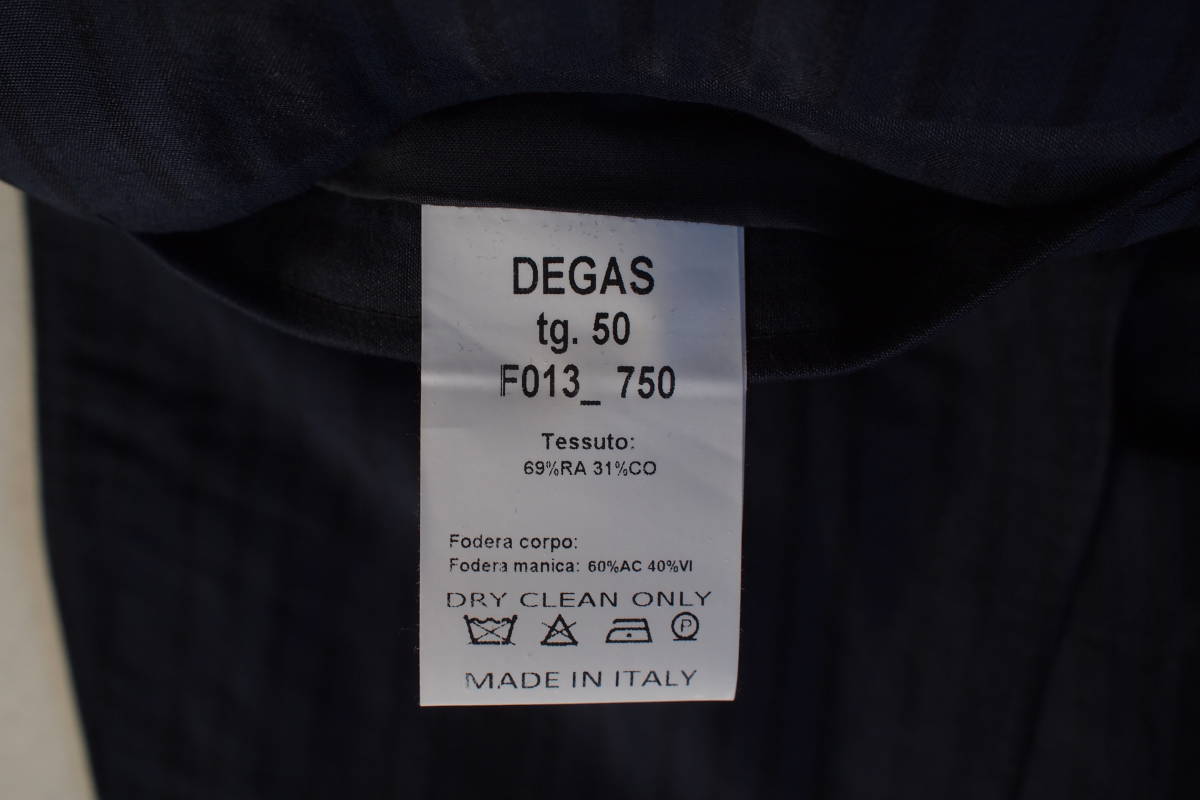 DEGAS
tg. 50
F013_ 750
Tessuto:
69%RA 31%CO
Fodera corpo:
Fodera manica: 60%AC 40%VI
DRY CLEAN ONLY
P
MADE IN ITALY